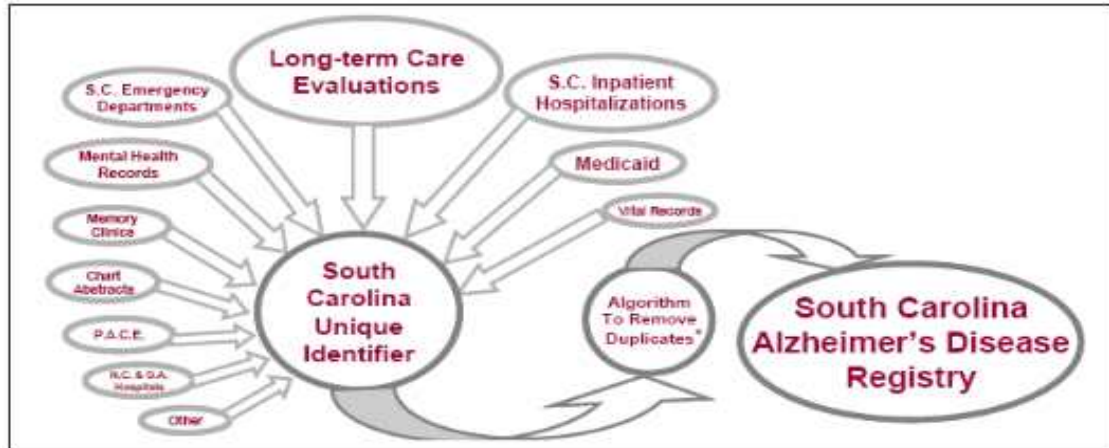 Long-term Care
Evaluations
S.C. Emergency
Departments
S.C. Inpatient
Hospitalizations
Mental Health
Records
Medicaid
Memory
Clinics
Vital Records
Chart
Abstracts
P.A.C.E.
N.C. & G.A.
Hospitals
Other
South
Carolina
Unique
Identifier
Algorithm
To Remove
Duplicates*
South Carolina
Alzheimer's Disease
Registry